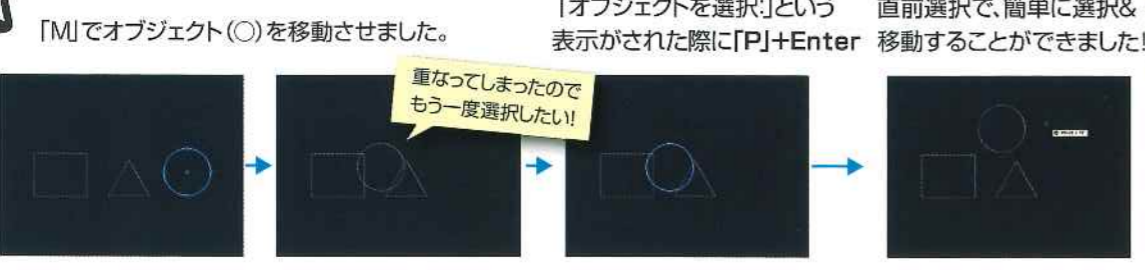 「M」でオブジェクト(○)を移動させました。
「オブジェクトを選択:」という
表示がされた際に「P」+Enter
直前選択で、簡単に選択&
移動することができました!
重なってしまったので
もう一度選択したい!